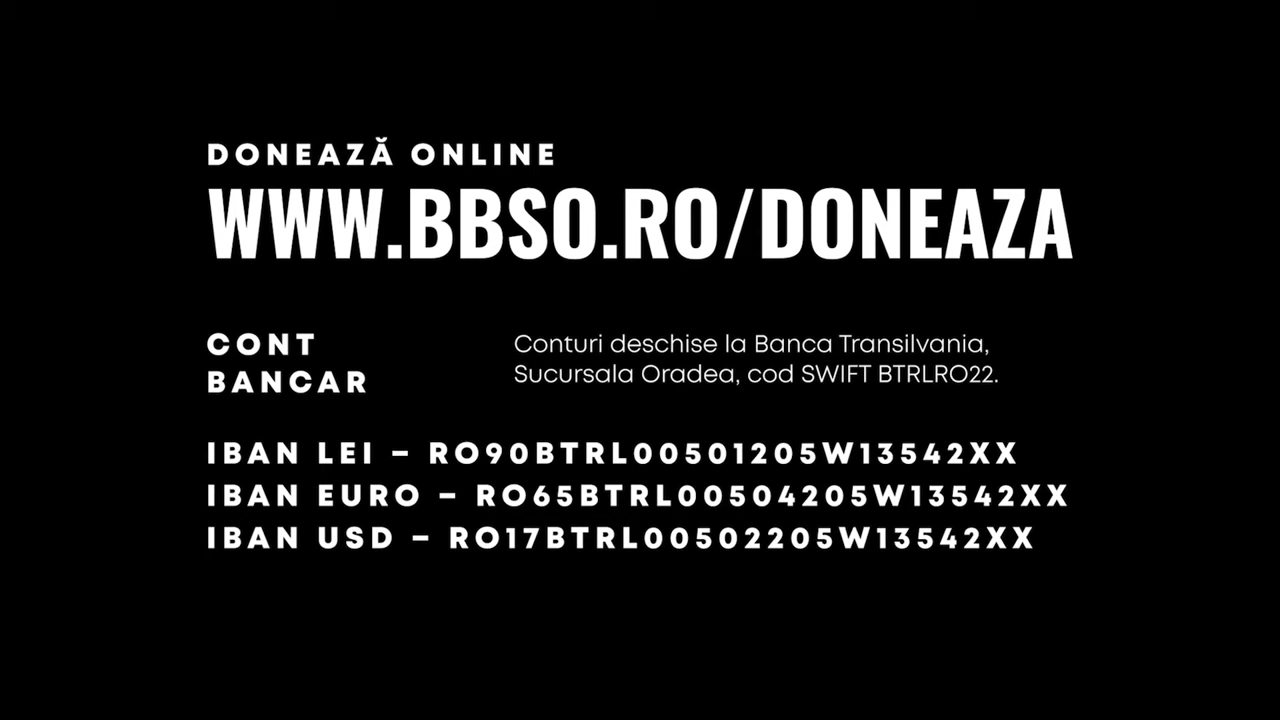 DONEAZĂ ONLINE
WWW.BBSO.RO/DONEAZA
CONT
BANCAR
Conturi deschise la Banca Transilvania,
Sucursala Oradea, cod SWIFT BTRLRO22.
IBAN LEI – RO90BTRL00501205W13542XX
IBAN EURO – RO65BTRL00504205W13542XX
IBAN USD – RO17BTRL00502205W13542XX